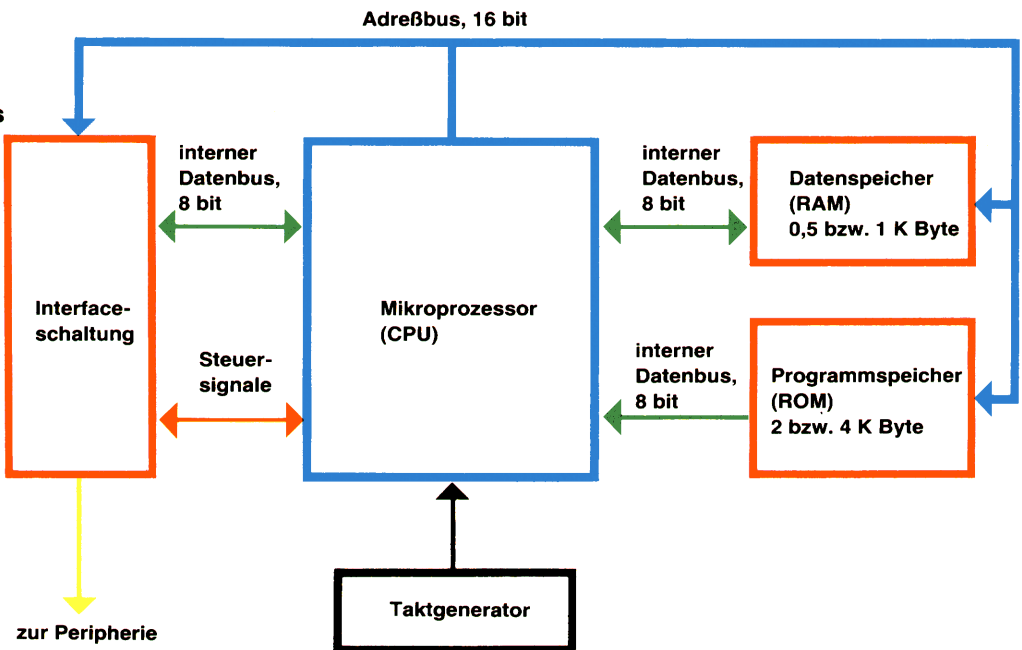 Adreßbus, 16 bit
s
interner
Datenbus,
8 bit
interner
Datenbus,
8 bit
Datenspeicher
(RAM)
0,5 bzw. 1 K Byte
Interface-
schaltung
Mikroprozessor
(CPU)
Steuer-
signale
interner
Datenbus,
8 bit
Programmspeicher
(ROM)
2 bzw. 4 K Byte
Taktgenerator
zur Peripherie